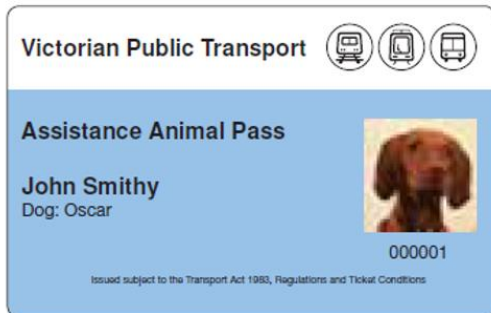 Victorian Public Transport
Assistance Animal Pass
John Smithy
Dog: Oscar
000001
Issued subject to the Transport Act 1983, Regulations and Ticket Conditions